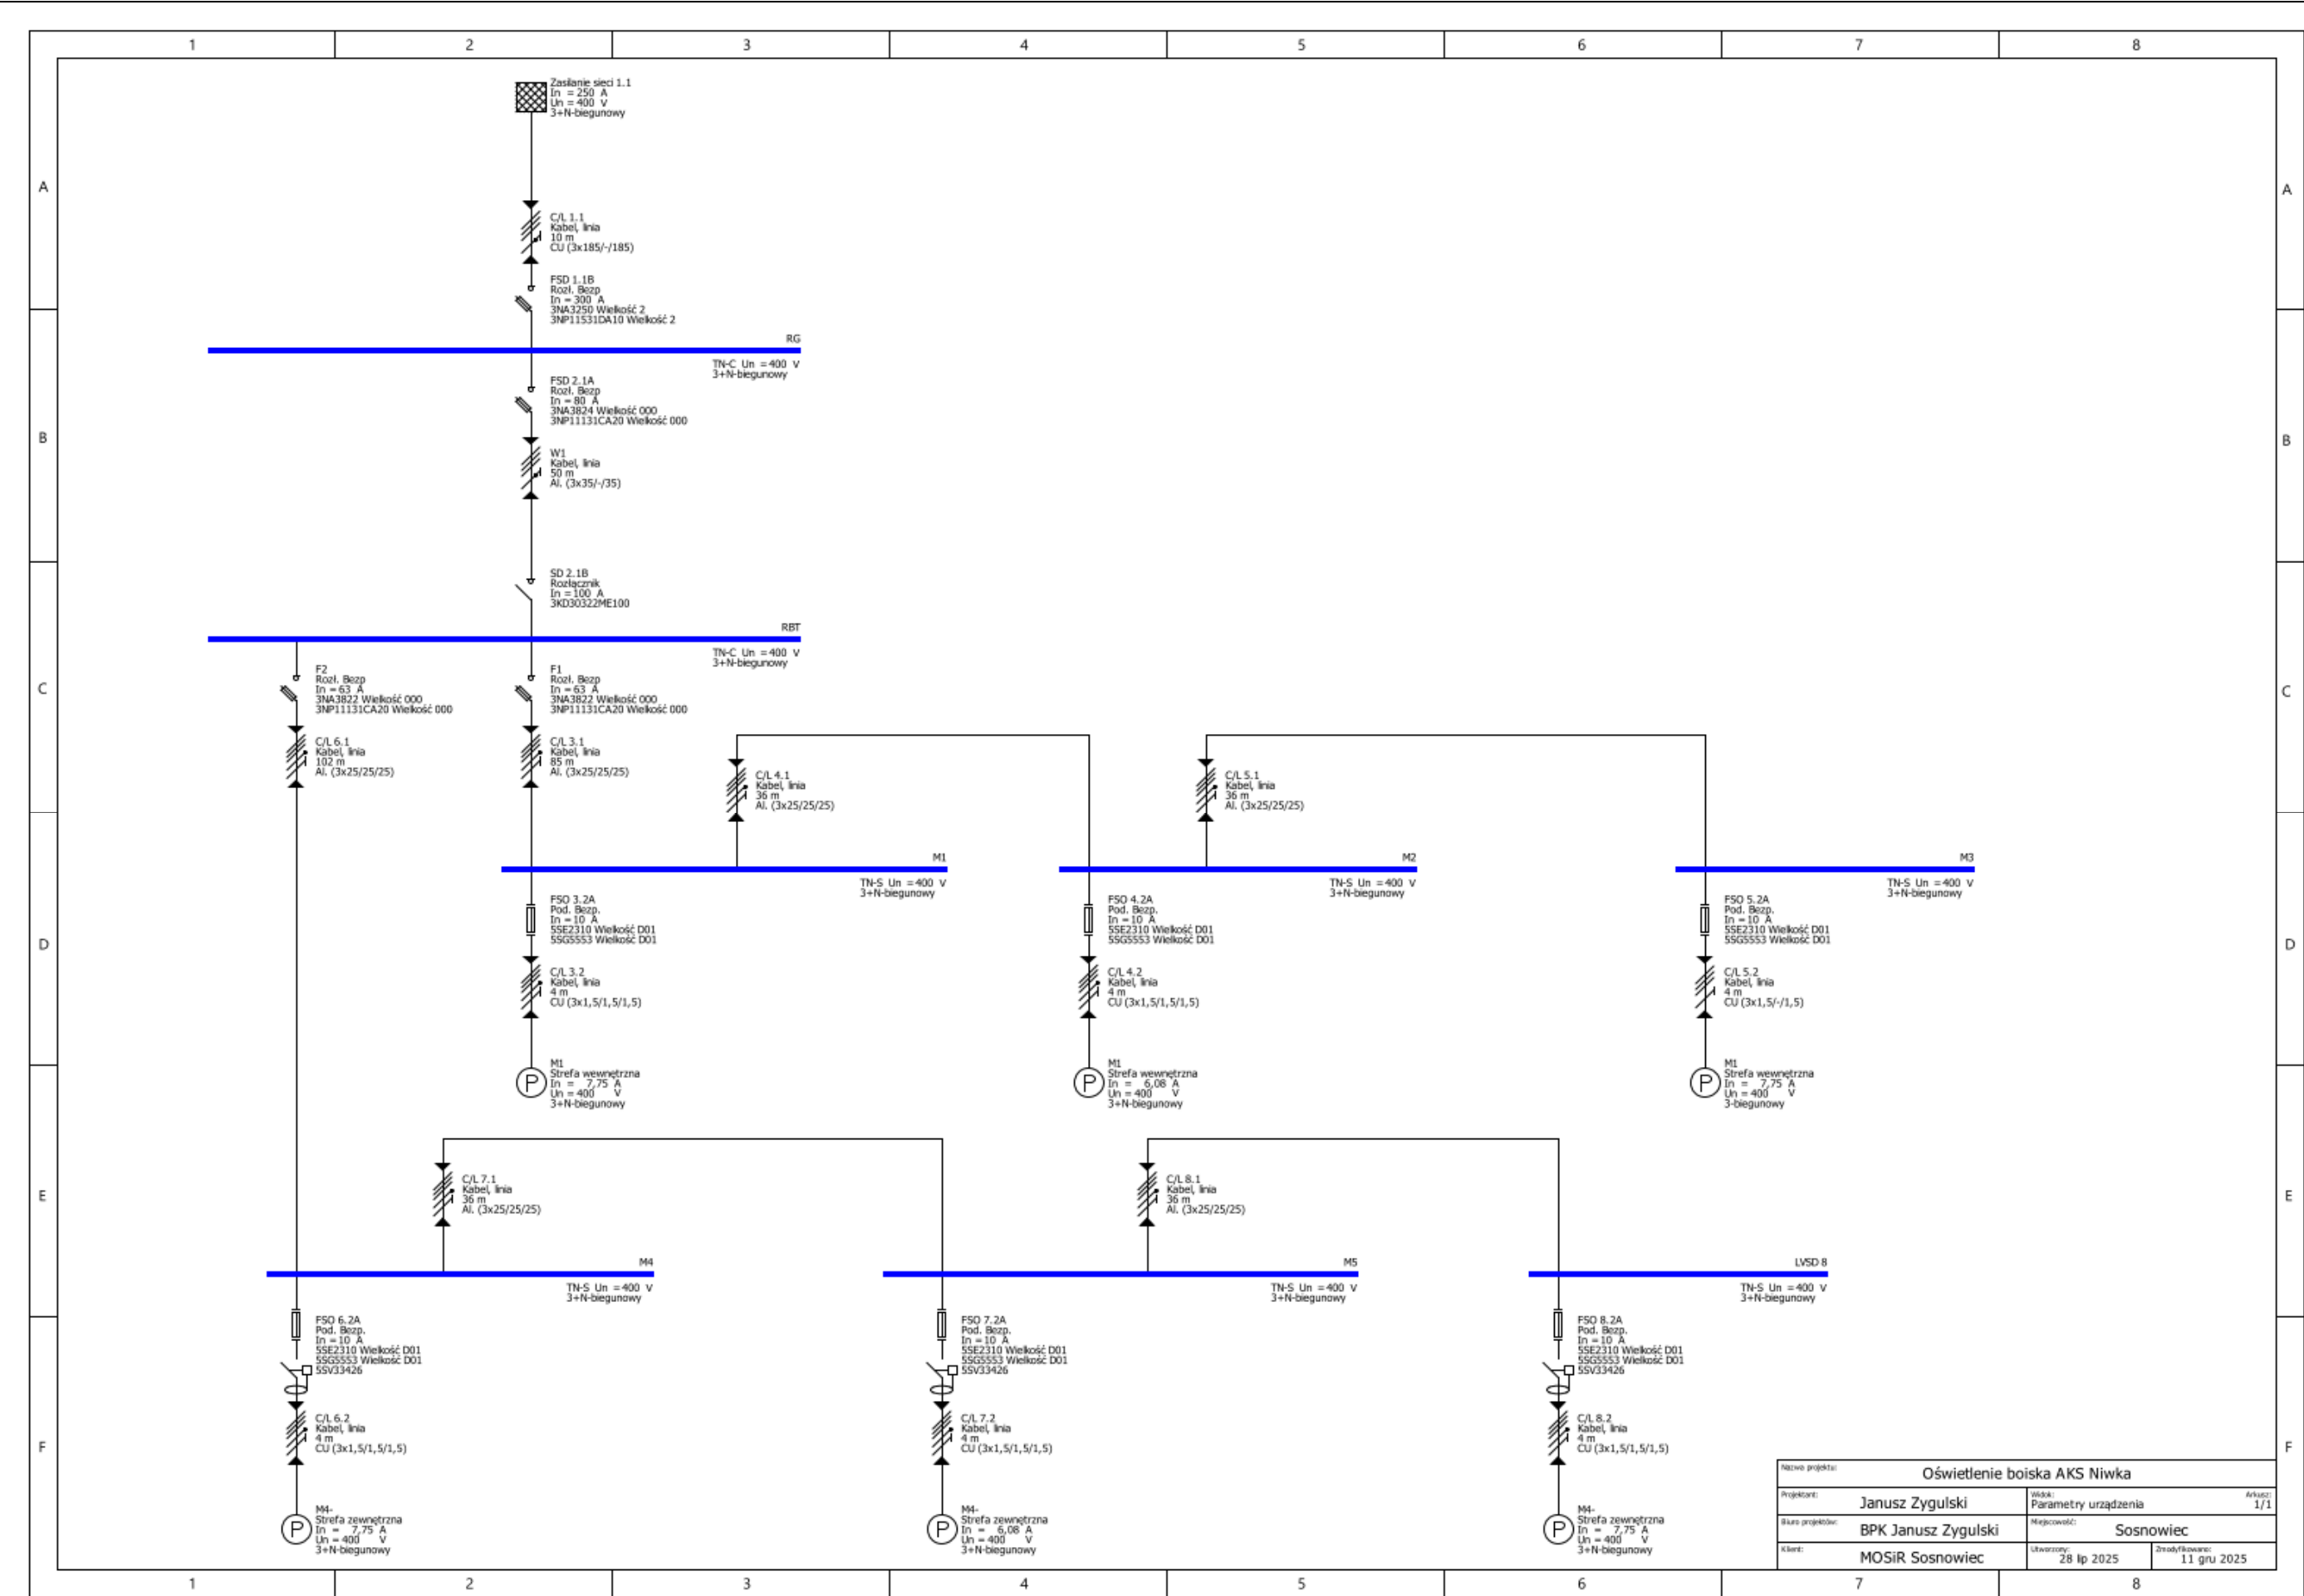 1 2 3 4 5 6 7 8
Zasilanie sieci 1.1
In = 250 A
Un = 400 V
3+N-biegunowy
A A
C/L 1.1
Kabel, linia
10 m
CU (3x185/-/185)
FSD 1.1B
Rozł. Bezp
In = 300 A
3NA3250 Wielkość 2
3NP11531DA10 Wielkość 2
RG
TN-C Un = 400 V
3+N-biegunowy
FSD 2.1A
Rozł. Bezp
In = 80 A
3NA3824 Wielkość 000
3NP11131CA20 Wielkość 000
B B
W1
Kabel, linia
50 m
Al. (3x35/-/35)
SD 2.1B
Rozłącznik
In = 100 A
3KD30322ME100
RBT
TN-C Un = 400 V
3+N-biegunowy
C C
F2
Rozł. Bezp
In = 63 A
3NA3822 Wielkość 000
3NP11131CA20 Wielkość 000
F1
Rozł. Bezp
In = 63 A
3NA3822 Wielkość 000
3NP11131CA20 Wielkość 000
C/L 6.1
Kabel, linia
102 m
Al. (3x25/25/25)
C/L 3.1
Kabel, linia
85 m
Al. (3x25/25/25)
C/L 4.1
Kabel, linia
36 m
Al. (3x25/25/25)
C/L 5.1
Kabel, linia
36 m
Al. (3x25/25/25)
M1
TN-S Un = 400 V
3+N-biegunowy
M2
TN-S Un = 400 V
3+N-biegunowy
M3
TN-S Un = 400 V
3+N-biegunowy
D D
FSO 3.2A
Pod. Bezp.
In = 10 A
5SE2310 Wielkość D01
5SG5553 Wielkość D01
FSO 4.2A
Pod. Bezp.
In = 10 A
5SE2310 Wielkość D01
5SG5553 Wielkość D01
FSO 5.2A
Pod. Bezp.
In = 10 A
5SE2310 Wielkość D01
5SG5553 Wielkość D01
C/L 3.2
Kabel, linia
4 m
CU (3x1,5/1,5/1,5)
C/L 4.2
Kabel, linia
4 m
CU (3x1,5/1,5/1,5)
C/L 5.2
Kabel, linia
4 m
CU (3x1,5/-/1,5)
P
M1
Strefa wewnętrzna
In = 7,75 A
Un = 400 V
3+N-biegunowy
P
M1
Strefa wewnętrzna
In = 6,08 A
Un = 400 V
3+N-biegunowy
P
M1
Strefa wewnętrzna
In = 7,75 A
Un = 400 V
3-biegunowy
E E
C/L 7.1
Kabel, linia
36 m
Al. (3x25/25/25)
C/L 8.1
Kabel, linia
36 m
Al. (3x25/25/25)
M4
TN-S Un = 400 V
3+N-biegunowy
M5
TN-S Un = 400 V
3+N-biegunowy
LVSD 8
TN-S Un = 400 V
3+N-biegunowy
FSO 6.2A
Pod. Bezp.
In = 10 A
5SE2310 Wielkość D01
5SG5553 Wielkość D01
5SV33426
FSO 7.2A
Pod. Bezp.
In = 10 A
5SE2310 Wielkość D01
5SG5553 Wielkość D01
5SV33426
FSO 8.2A
Pod. Bezp.
In = 10 A
5SE2310 Wielkość D01
5SG5553 Wielkość D01
5SV33426
F F
C/L 6.2
Kabel, linia
4 m
CU (3x1,5/1,5/1,5)
C/L 7.2
Kabel, linia
4 m
CU (3x1,5/1,5/1,5)
C/L 8.2
Kabel, linia
4 m
CU (3x1,5/1,5/1,5)
P
M4-
Strefa zewnętrzna
In = 7,75 A
Un = 400 V
3+N-biegunowy
P
M4-
Strefa zewnętrzna
In = 6,08 A
Un = 400 V
3+N-biegunowy
P
M4-
Strefa zewnętrzna
In = 7,75 A
Un = 400 V
3+N-biegunowy
Nazwa projektu: Oświetlenie boiska AKS Niwka
Projektant: Janusz Zygulski
Widok: Parametry urządzenia
Arkusz: 1/1
Biuro projektów: BPK Janusz Zygulski
Miejscowość: Sosnowiec
Klient: MOSiR Sosnowiec
Utworzony: 28 lip 2025
Zmodyfikowano: 11 gru 2025
1 2 3 4 5 6 7 8